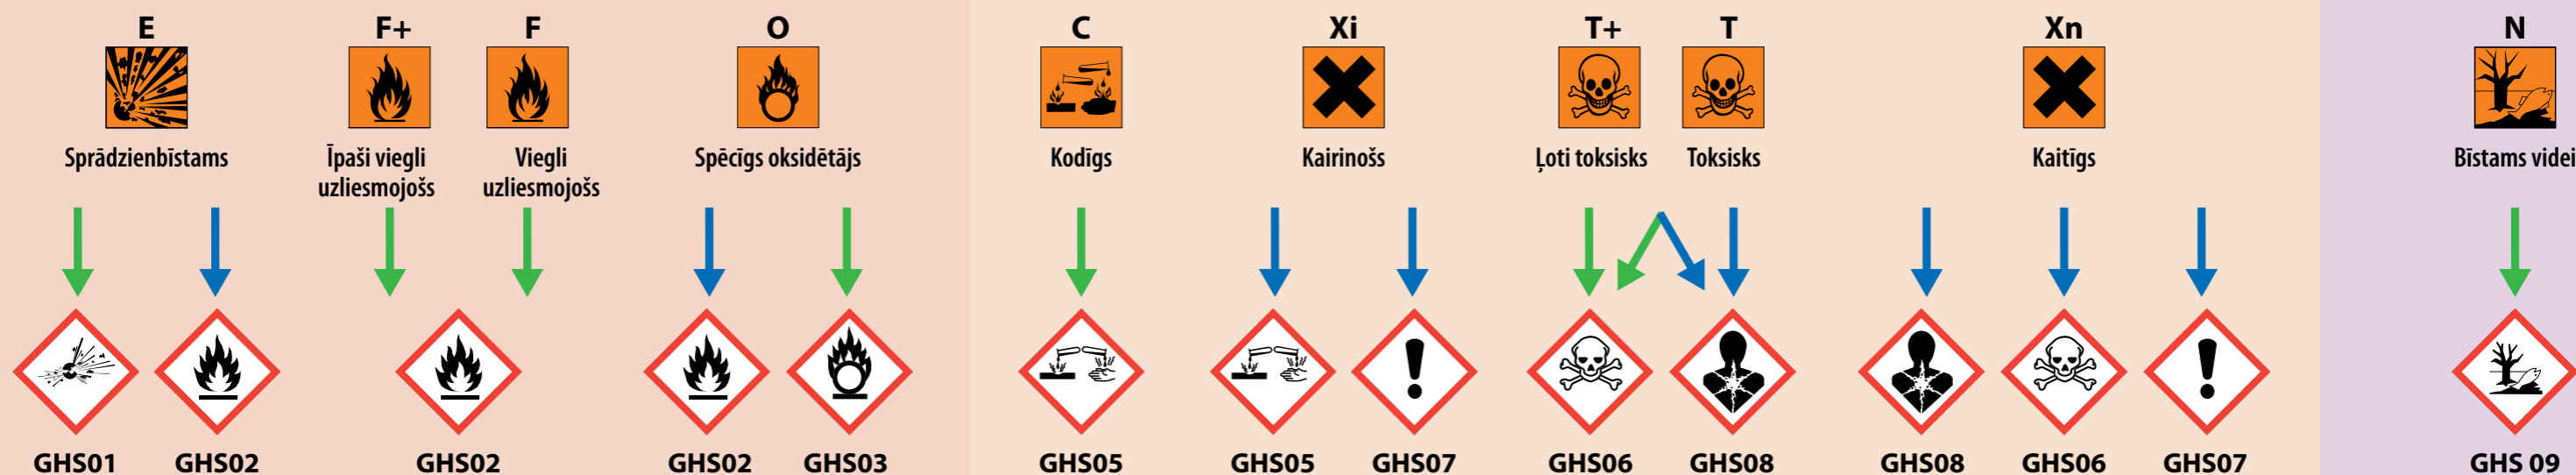 E
F+
F
O
C
Xi
T+
T
Xn
N
Sprādzienbīstams
Īpaši viegli
uzliesmojošs
Viegli
uzliesmojošs
Spēcīgs oksidētājs
Kodīgs
Kairinošs
Ļoti toksisks
Toksisks
Kaitīgs
Bīstams videi
GHS01
GHS02
GHS02
GHS02
GHS03
GHS05
GHS05
GHS07
GHS06
GHS08
GHS08
GHS06
GHS07
GHS 09